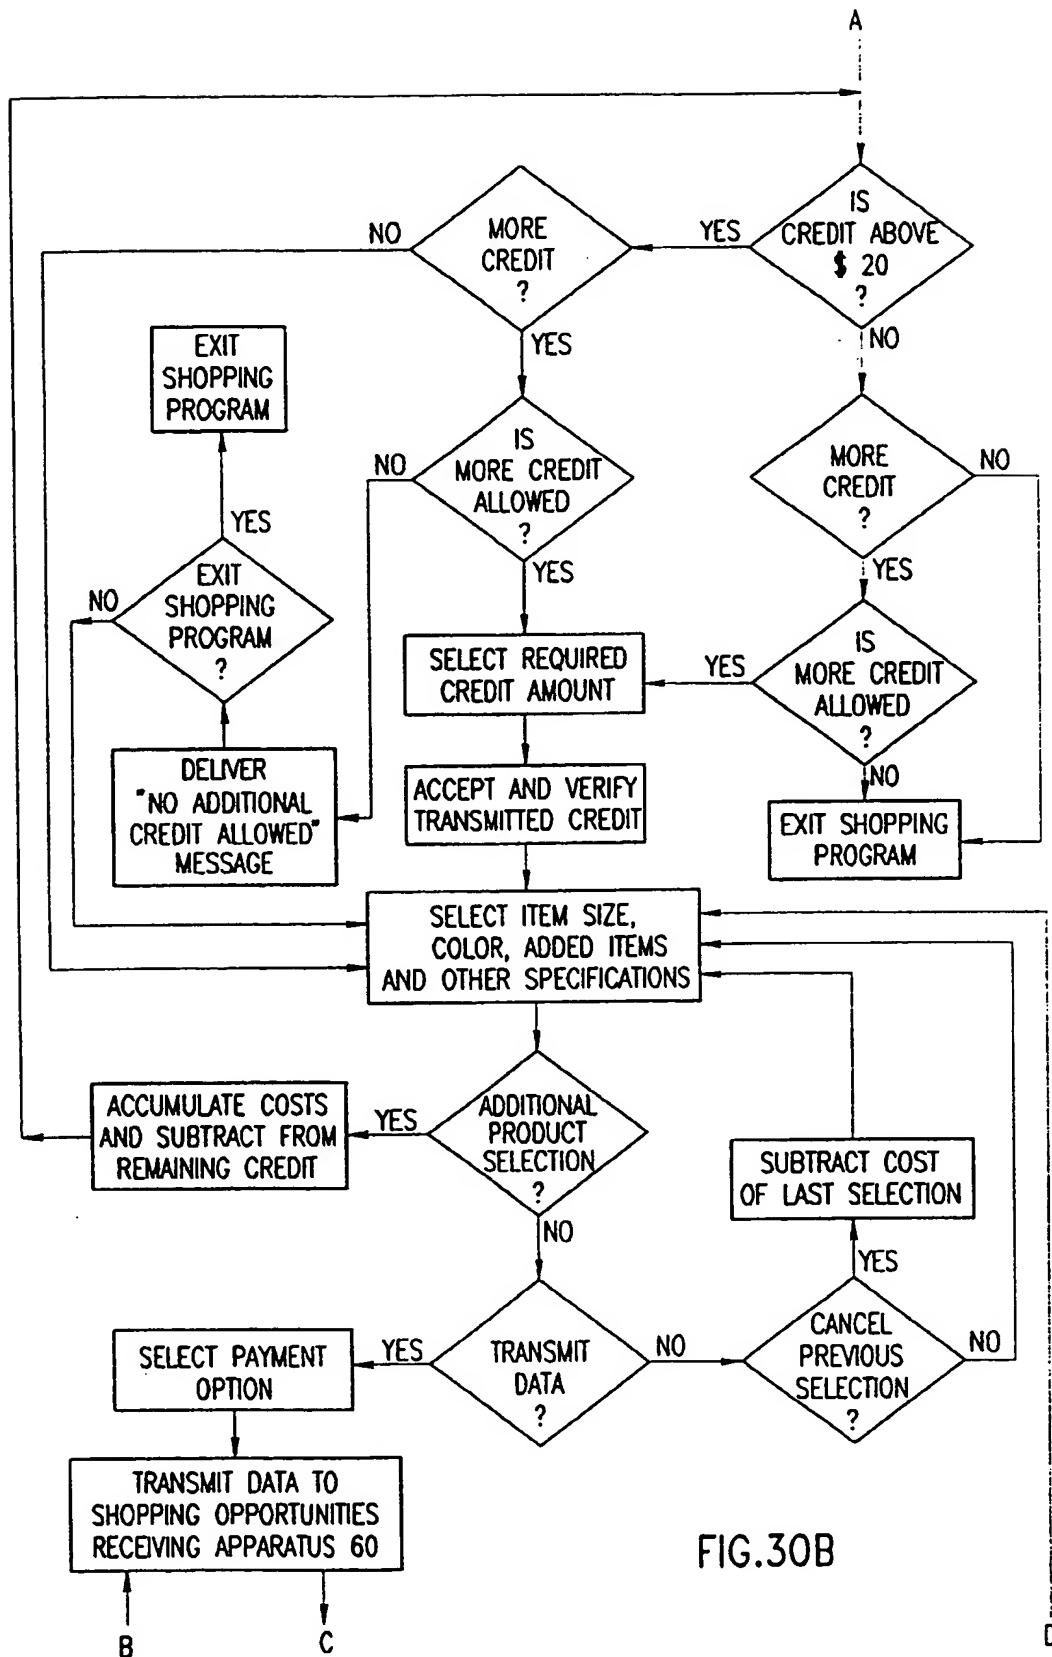 A
IS
CREDIT ABOVE
$ 20
?
YES
NO
MORE
CREDIT
?
NO
YES
EXIT
SHOPPING
PROGRAM
IS
MORE CREDIT
ALLOWED
?
NO
YES
MORE
CREDIT
?
NO
YES
YES
EXIT
SHOPPING
PROGRAM
?
NO
SELECT REQUIRED
CREDIT AMOUNT
YES
IS
MORE CREDIT
ALLOWED
?
NO
DELIVER
"NO ADDITIONAL
CREDIT ALLOWED"
MESSAGE
ACCEPT AND VERIFY
TRANSMITTED CREDIT
EXIT SHOPPING
PROGRAM
SELECT ITEM SIZE,
COLOR, ADDED ITEMS
AND OTHER SPECIFICATIONS
ACCUMULATE COSTS
AND SUBTRACT FROM
REMAINING CREDIT
YES
ADDITIONAL
PRODUCT
SELECTION
?
NO
SUBTRACT COST
OF LAST SELECTION
YES
SELECT PAYMENT
OPTION
YES
TRANSMIT
DATA
?
NO
CANCEL
PREVIOUS
SELECTION
?
NO
TRANSMIT DATA TO
SHOPPING OPPORTUNITIES
RECEIVING APPARATUS 60
FIG.30B
B
C
D